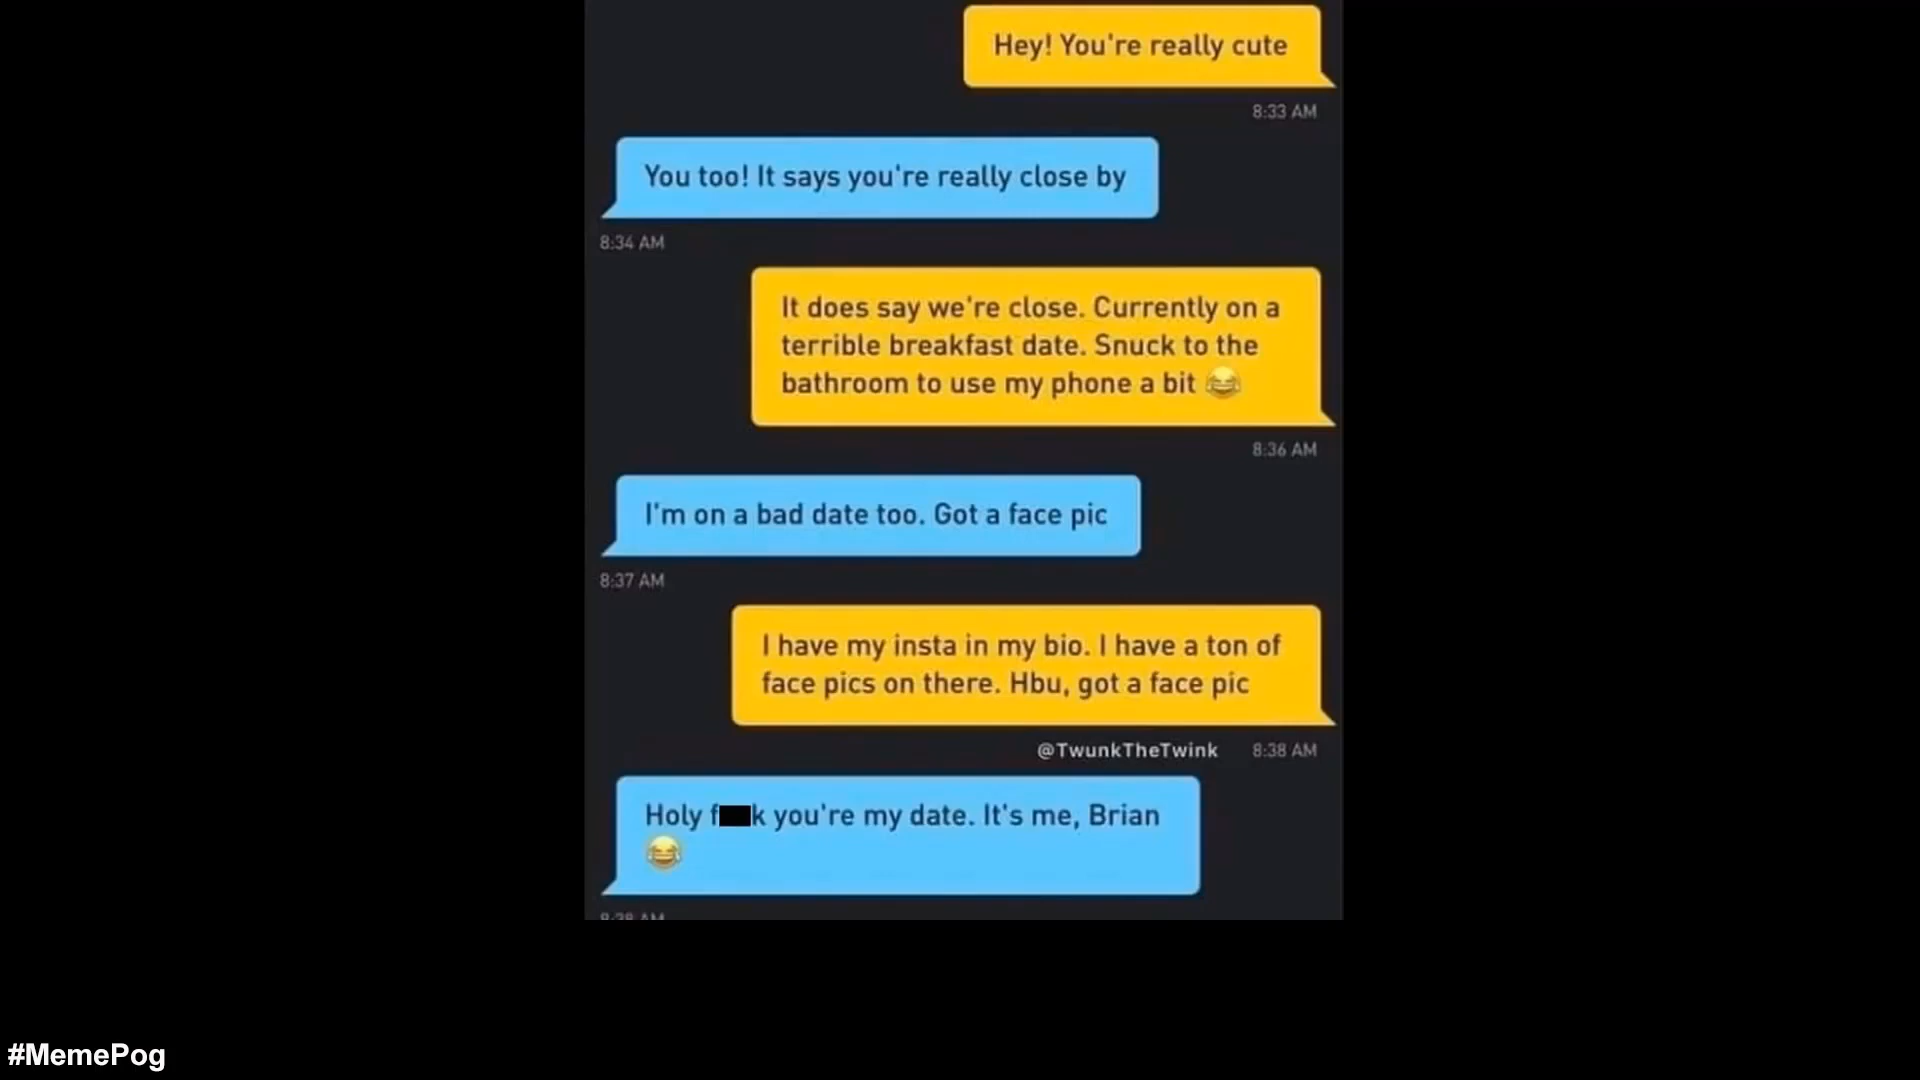 Hey! You're really cute
8:33 AM
You too! It says you're really close by
8:34 AM
It does say we're close. Currently on a
terrible breakfast date. Snuck to the
bathroom to use my phone a bit 😂
8:36 AM
I'm on a bad date too. Got a face pic
8:37 AM
I have my insta in my bio. I have a ton of
face pics on there. Hbu, got a face pic
@TwunkTheTwink 8:38 AM
Holy f k you're my date. It's me, Brian
😂
8:38 AM
#MemePog